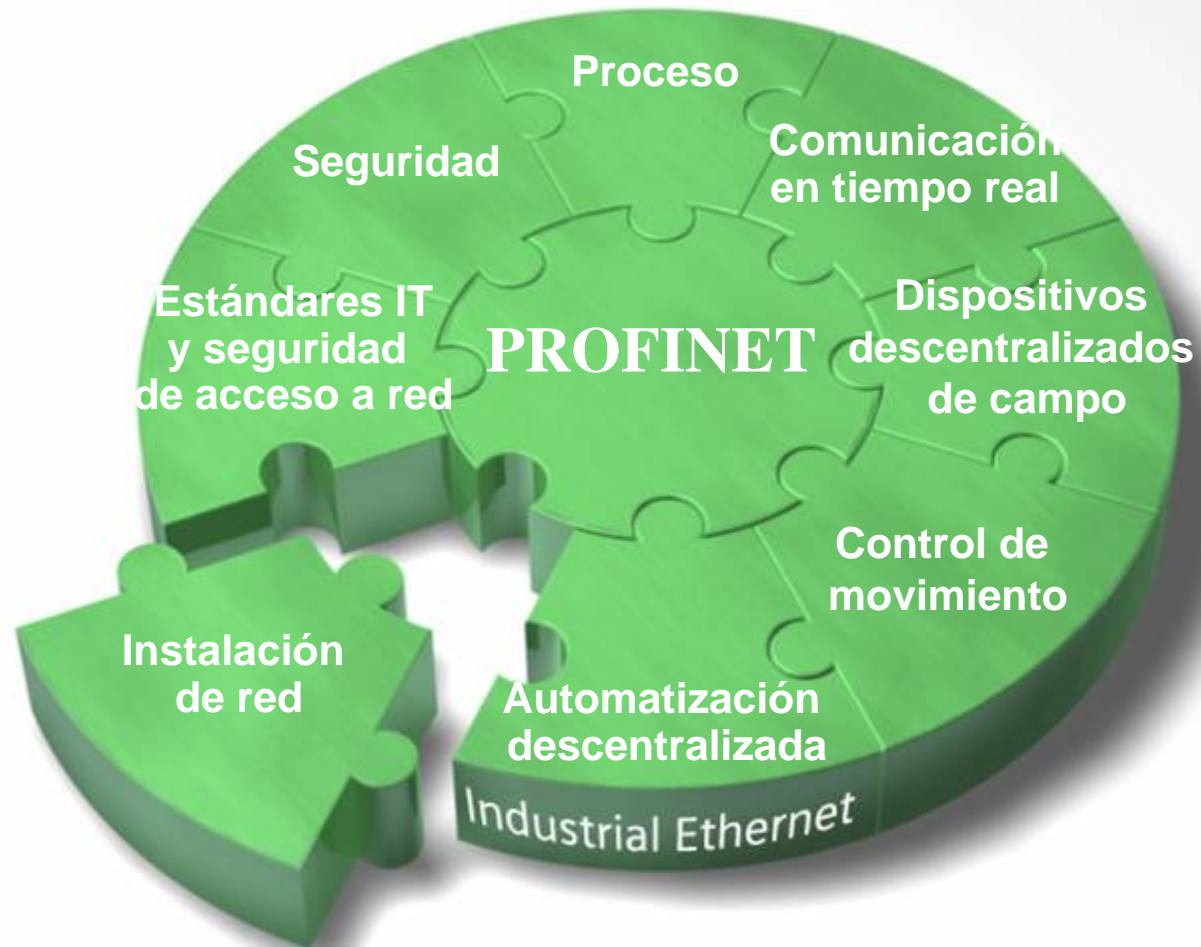 Proceso
Comunicación
en tiempo real
Seguridad
Estándares IT
y seguridad
de acceso a red
PROFINET
Dispositivos
descentralizados
de campo
Control de
movimiento
Instalación
de red
Automatización
descentralizada
Industrial Ethernet